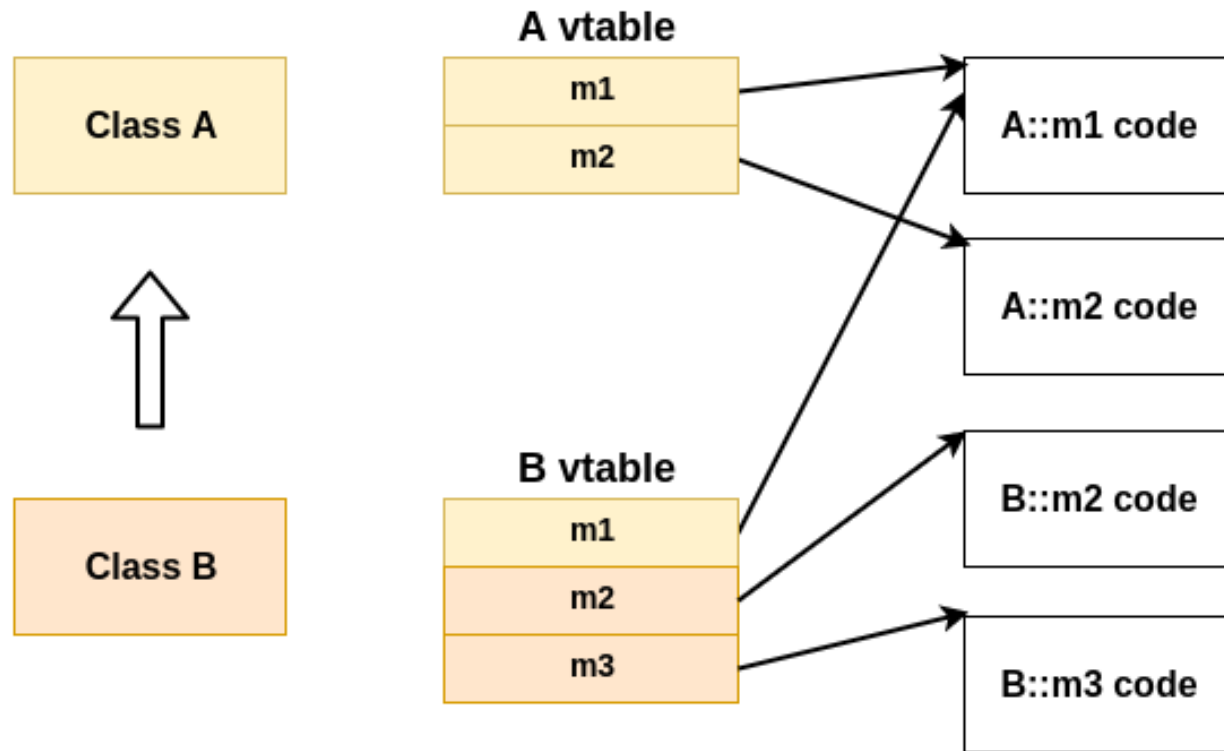 A vtable
Class A
m1
m2
A::m1 code
A::m2 code
B vtable
Class B
m1
m2
m3
B::m2 code
B::m3 code